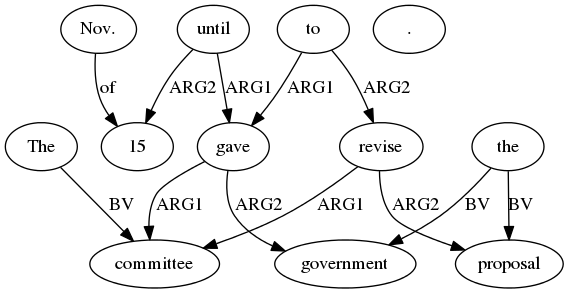 Nov. until to .
of ARG2 ARG1 ARG1 ARG2
The 15 gave revise the
BV ARG1 ARG2 ARG1 ARG2 BV BV
committee government proposal